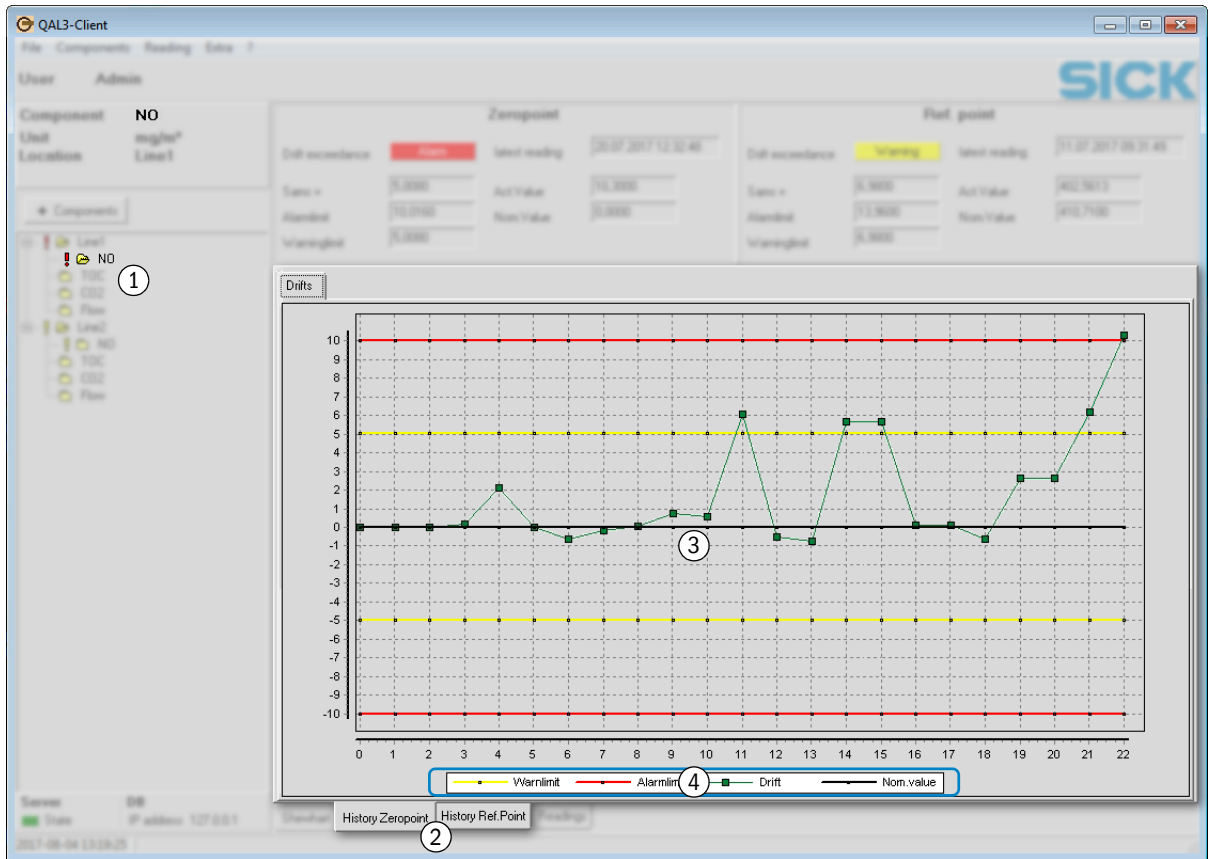 QAL3-Client
File Components Reading Extra ?
User Admin
SICK
Component NO
Unit mg/m³
Location Line1
Zeropoint
Drift exceedance Alarm latest reading 20.07.2017 12:32:48
Sams + 5.0080 Act.Value 10.3000
Alarmlimit 10.0160 Nom.Value 0.0000
Warninglimit 5.0080
Ref. point
Drift exceedance Warning latest reading 11.07.2017 09:31:49
Sams + 6.9800 Act.Value 402.5613
Alarmlimit 13.9600 Nom.Value 410.7100
Warninglimit 6.9800
+ Components
Line1
NO
TOC
CO2
Flow
Line2
NO
TOC
CO2
Flow
1
Drifts
10
9
8
7
6
5
4
3
2
1
0
-1
-2
-3
-4
-5
-6
-7
-8
-9
-10
3
0 1 2 3 4 5 6 7 8 9 10 11 12 13 14 15 16 17 18 19 20 21 22
Warnlimit Alarmlim 4 Drift Nom.value
History Zeropoint History Ref.Point Readings
2
Server DB
State IP-address: 127.0.0.1
2017-08-04 13:19:25